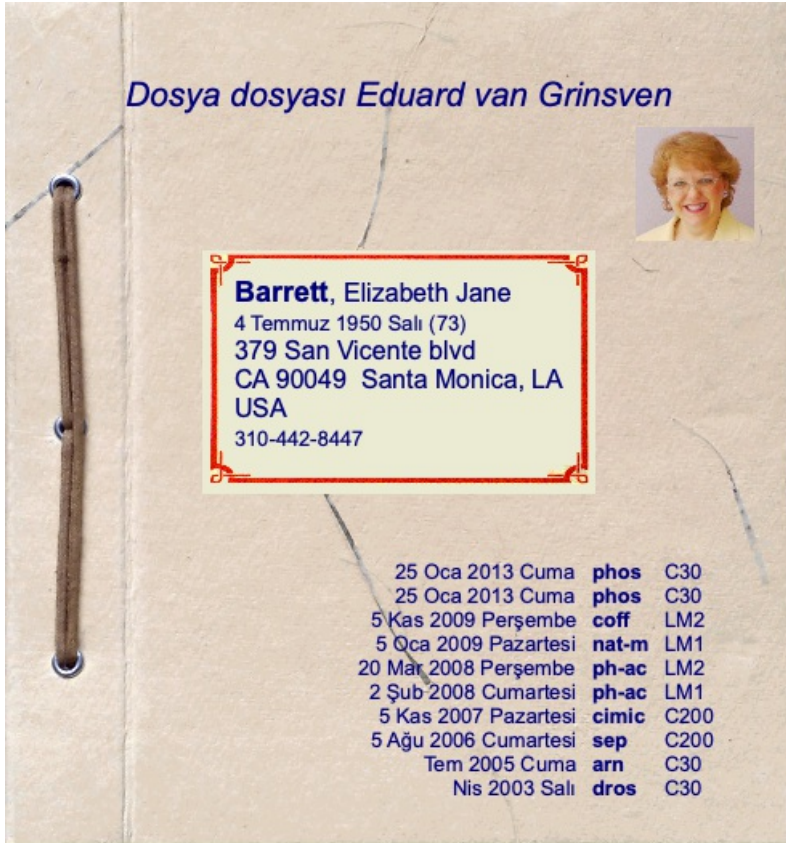 Dosya dosyası Eduard van Grinsven
Barrett, Elizabeth Jane
4 Temmuz 1950 Salı (73)
379 San Vicente blvd
CA 90049 Santa Monica, LA
USA
310-442-8447
25 Oca 2013 Cuma phos C30
25 Oca 2013 Cuma phos C30
5 Kas 2009 Perşembe coff LM2
5 Oca 2009 Pazartesi nat-m LM1
20 Mar 2008 Perşembe ph-ac LM2
2 Şub 2008 Cumartesi ph-ac LM1
5 Kas 2007 Pazartesi cimic C200
5 Ağu 2006 Cumartesi sep C200
Tem 2005 Cuma arn C30
Nis 2003 Salı dros C30